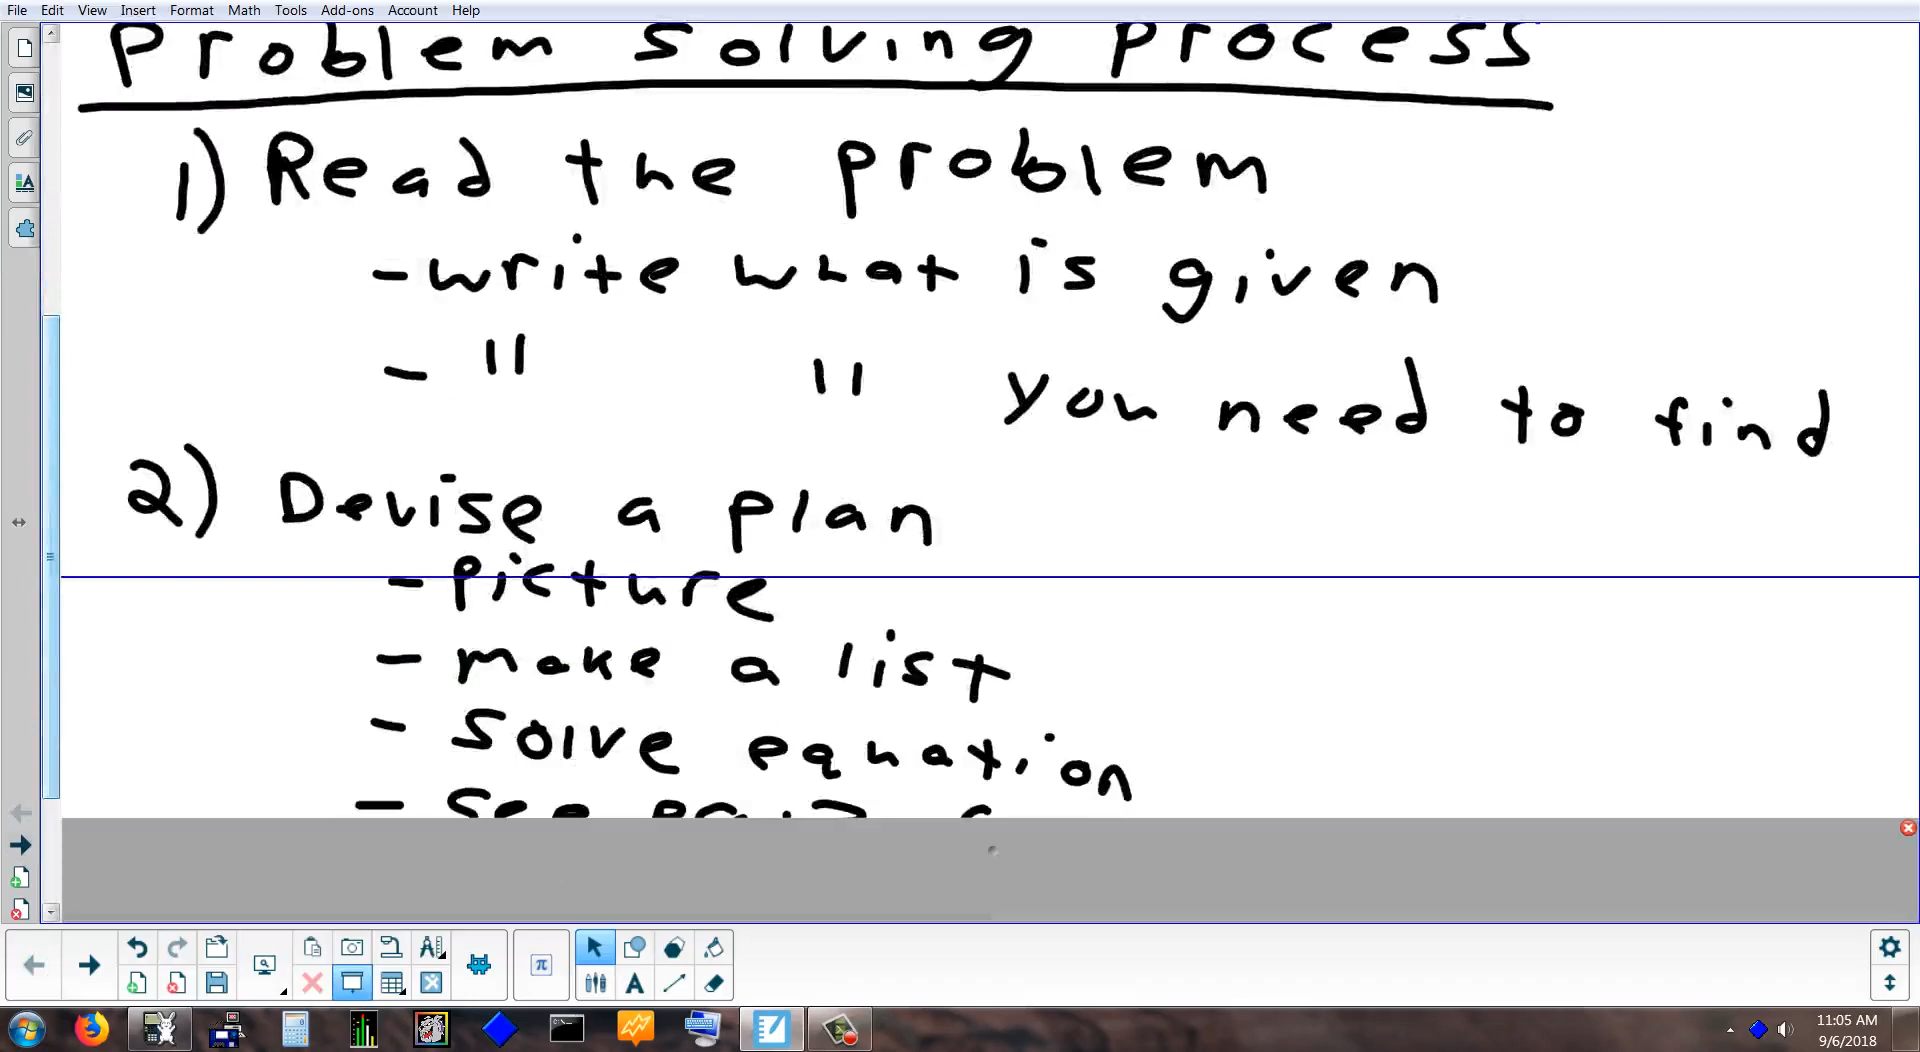 File Edit View Insert Format Math Tools Add-ons Account Help
Problem Solving Process
1) Read the problem
- write what is given
- " " you need to find
2) Devise a plan
- picture
- make a list
- solve equation
- see
π
A
11:05 AM
9/6/2018